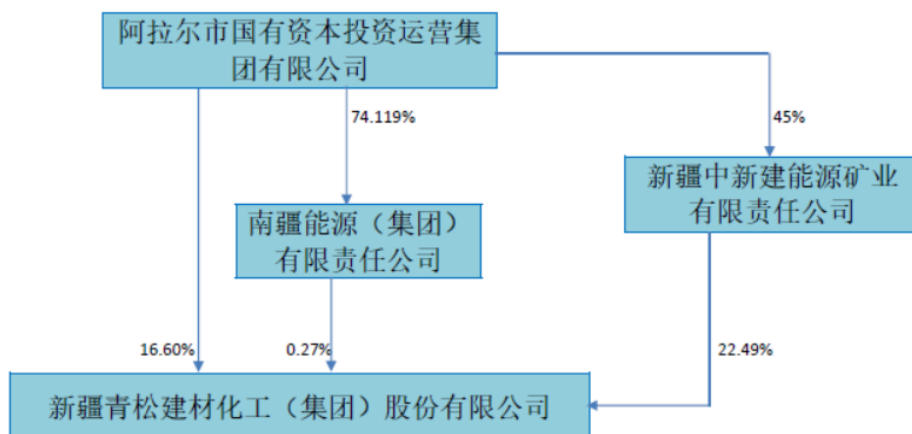 阿拉尔市国有资本投资运营集
团有限公司
74.119%
45%
新疆中新建能源矿业
有限责任公司
南疆能源（集团）
有限责任公司
16.60%
0.27%
22.49%
新疆青松建材化工（集团）股份有限公司